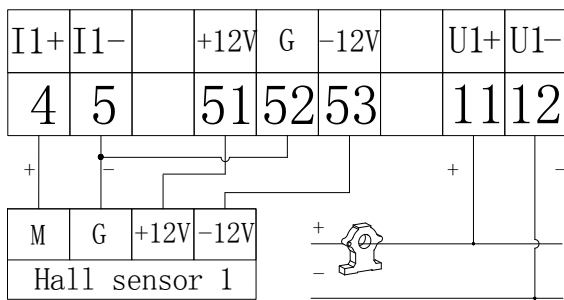 I1+ I1- +12V G -12V U1+ U1-
4 5 51 52 53 11 12
+ - + -
M G +12V -12V +
Hall sensor 1 -